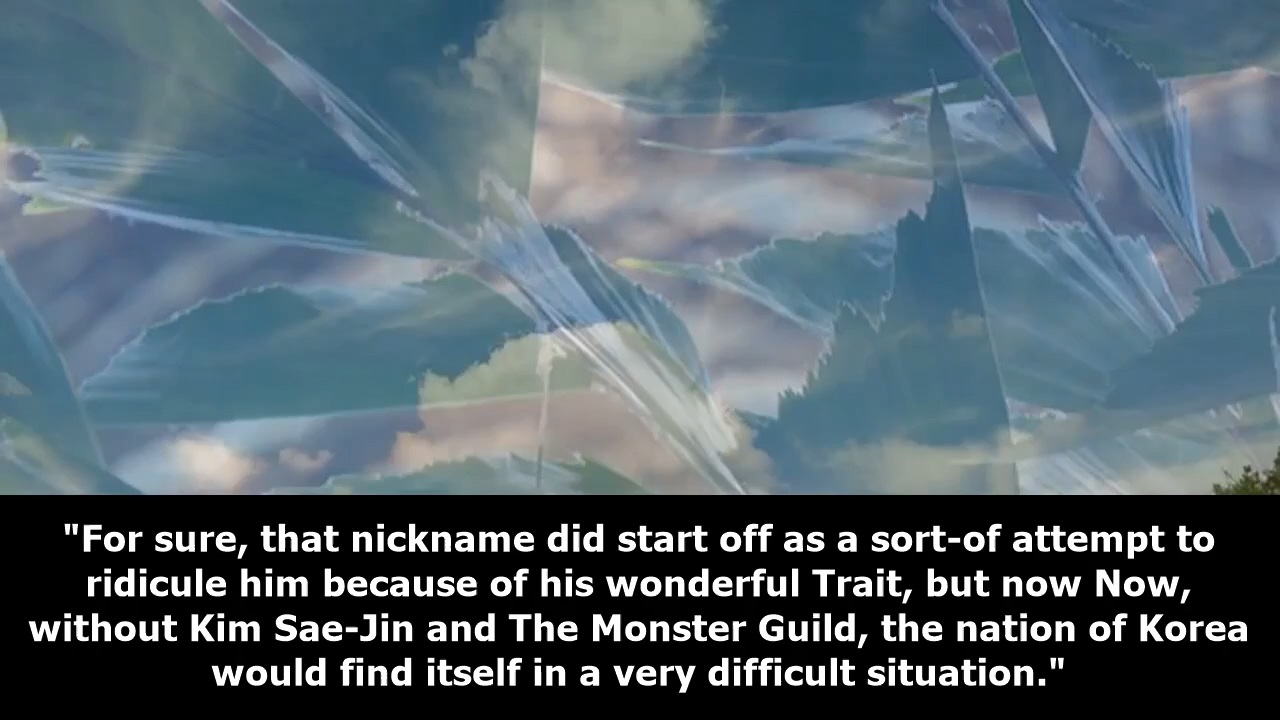 "For sure, that nickname did start off as a sort-of attempt to
ridicule him because of his wonderful Trait, but now Now,
without Kim Sae-Jin and The Monster Guild, the nation of Korea
would find itself in a very difficult situation."